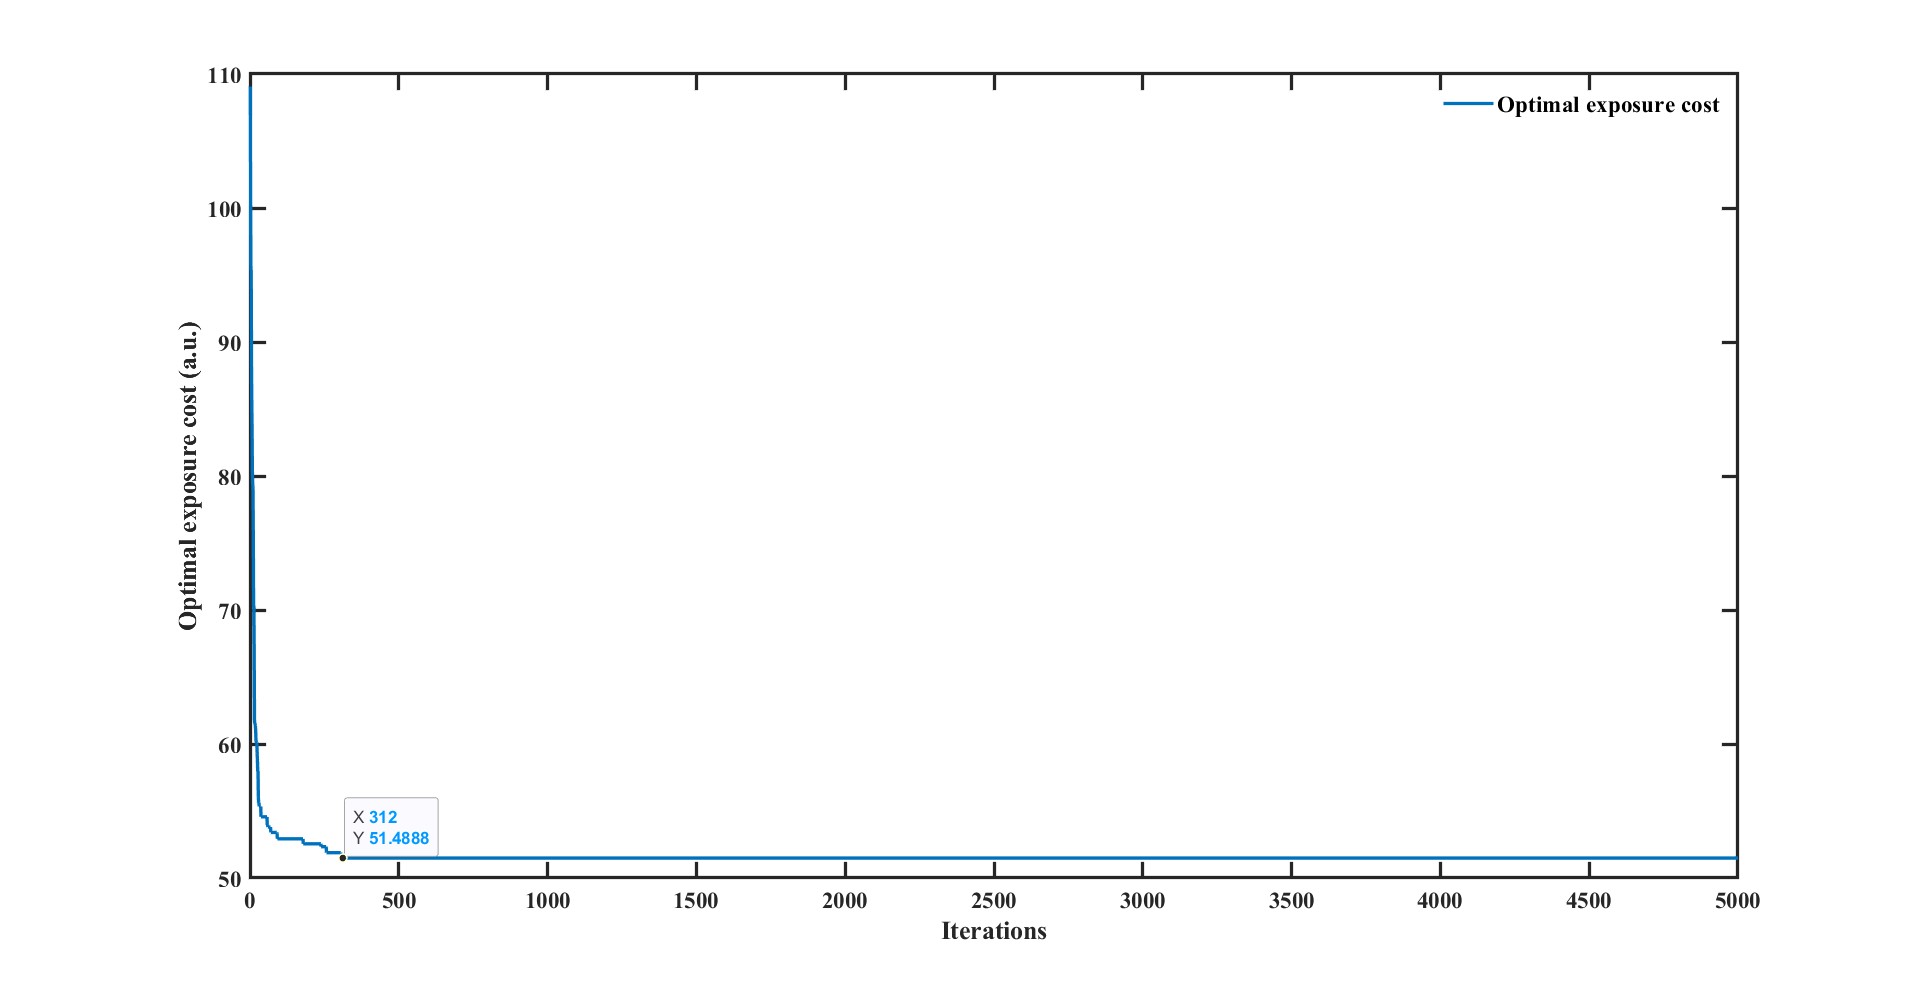 110
100
90
80
70
60
50
Optimal exposure cost (a.u.)
Optimal exposure cost
X 312
Y 51.4888
0 500 1000 1500 2000 2500 3000 3500 4000 4500 5000
Iterations